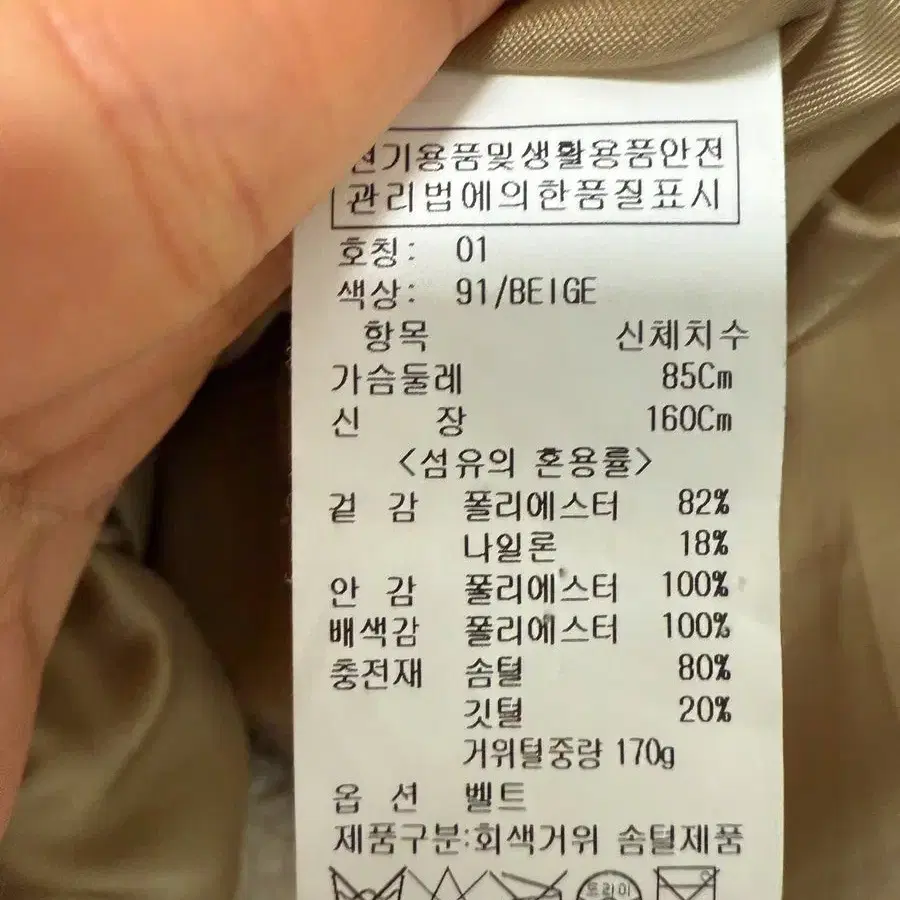 전기용품및생활용품안전
관리법에의한품질표시
호칭: 01
색상: 91/BEIGE
항목 신체치수
가슴둘레 85Cm
신 장 160Cm
<섬유의 혼용률>
겉 감 폴리에스터 82%
나일론 18%
안 감 폴리에스터 100%
배색감 폴리에스터 100%
충전재 솜털 80%
깃털 20%
거위털중량 170g
옵 션 벨트
제품구분:회색거위 솜털제품
드라이